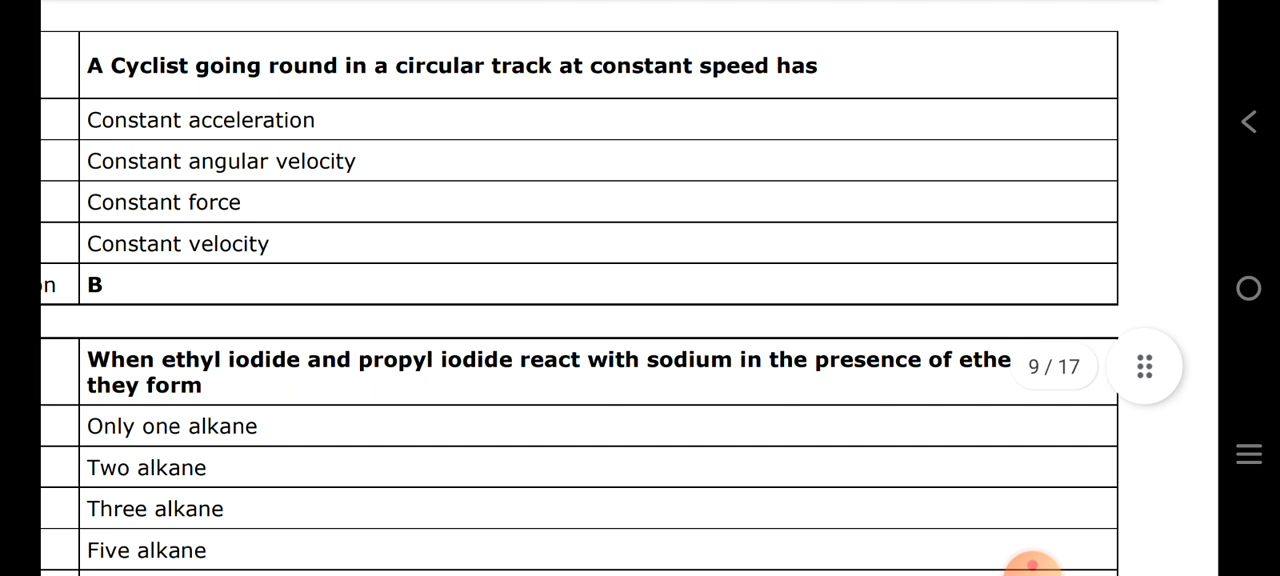 A Cyclist going round in a circular track at constant speed has
Constant acceleration
Constant angular velocity
Constant force
Constant velocity
B
When ethyl iodide and propyl iodide react with sodium in the presence of ethe
they form
9 / 17
Only one alkane
Two alkane
Three alkane
Five alkane